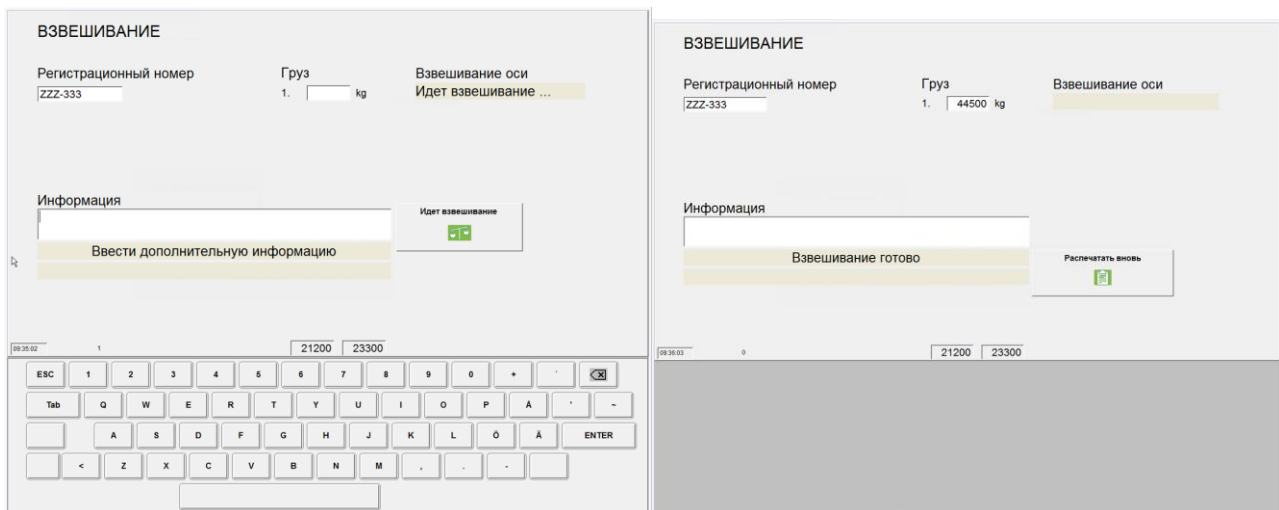 ВЗВЕШИВАНИЕ
Регистрационный номер Груз Взвешивание оси
ZZZ-333 1. kg Идет взвешивание ...
Информация
Идет взвешивание
Ввести дополнительную информацию
09:35:02 1 21200 23300
ESC 1 2 3 4 5 6 7 8 9 0 + ´
Tab Q W E R T Y U I O P Å ' ~
A S D F G H J K L Ö Ä ENTER
< Z X C V B N M , . -
ВЗВЕШИВАНИЕ
Регистрационный номер Груз Взвешивание оси
ZZZ-333 1. 44500 kg
Информация
Взвешивание готово Распечатать вновь
09:36:03 0 21200 23300